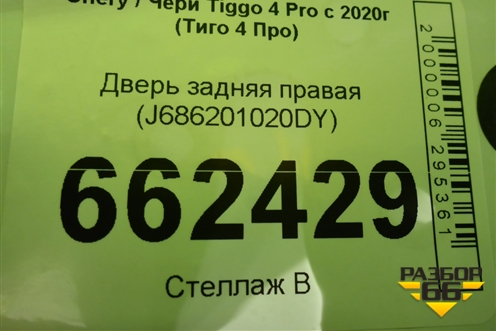 Chery / Чери Tiggo 4 Pro с 2020г
(Тиго 4 Про)
Дверь задняя правая
(J686201020DY)
662429
Стеллаж В
2000006295361
РАЗБОР
66